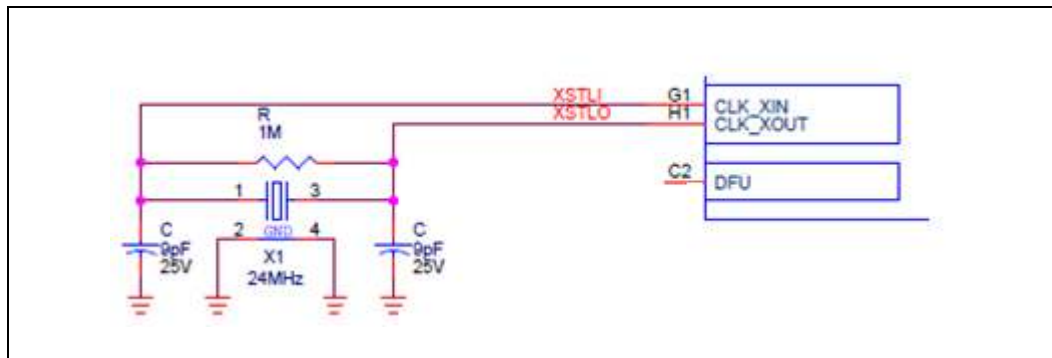 XSTLI G1 CLK_XIN
XSTLO H1 CLK_XOUT
R
1M
C2 DFU
1 3
2 GND 4
C
9pF
25V
X1
24MHz
C
9pF
25V